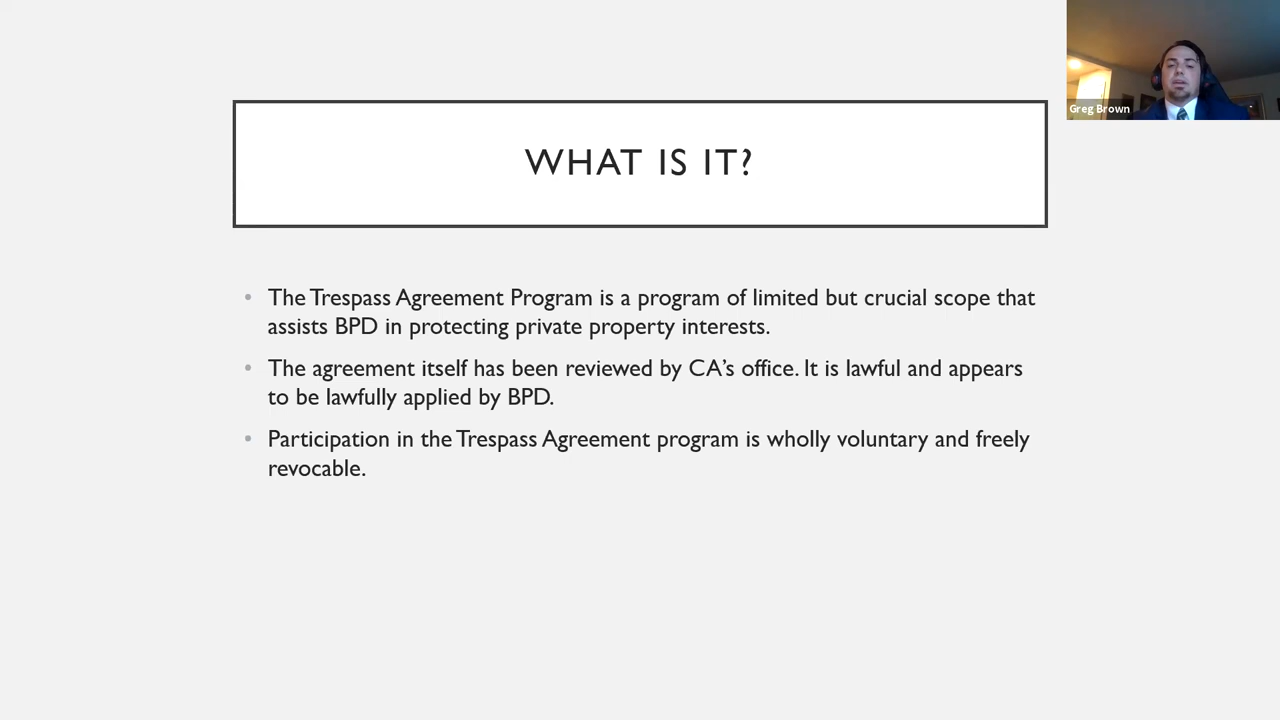 WHAT IS IT?
Greg Brown
• The Trespass Agreement Program is a program of limited but crucial scope that
assists BPD in protecting private property interests.
• The agreement itself has been reviewed by CA’s office. It is lawful and appears
to be lawfully applied by BPD.
• Participation in the Trespass Agreement program is wholly voluntary and freely
revocable.